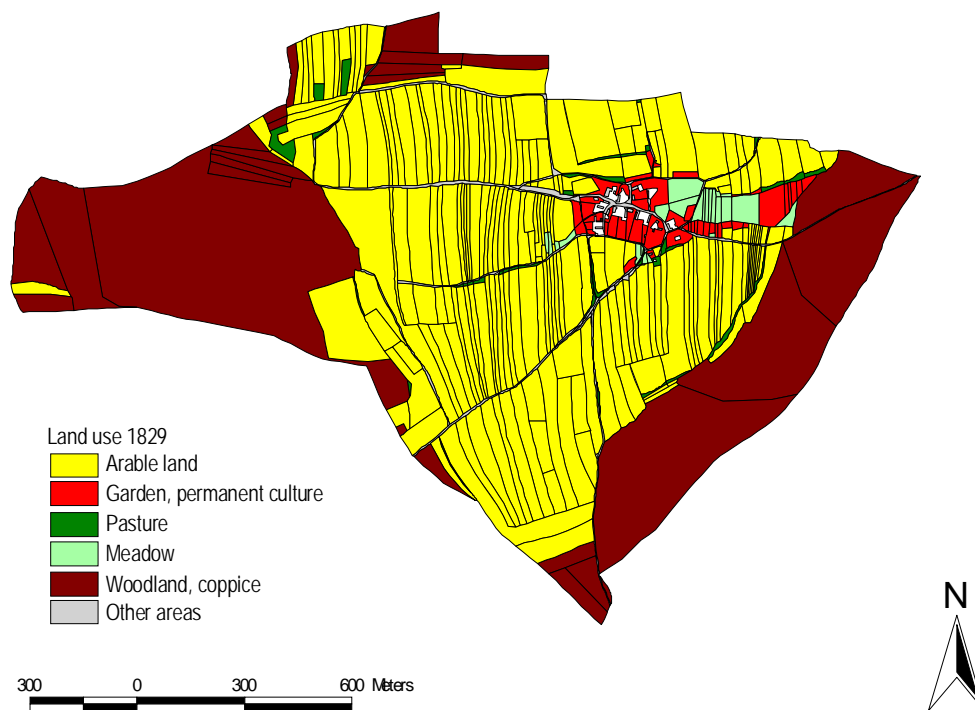 Land use 1829
Arable land
Garden, permanent culture
Pasture
Meadow
Woodland, coppice
Other areas
N
300 0 300 600 Meters